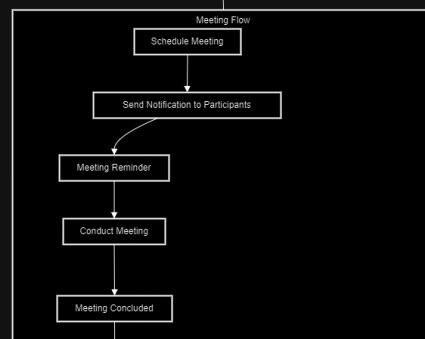 Meeting Flow
Schedule Meeting
Send Notification to Participants
Meeting Reminder
Conduct Meeting
Meeting Concluded